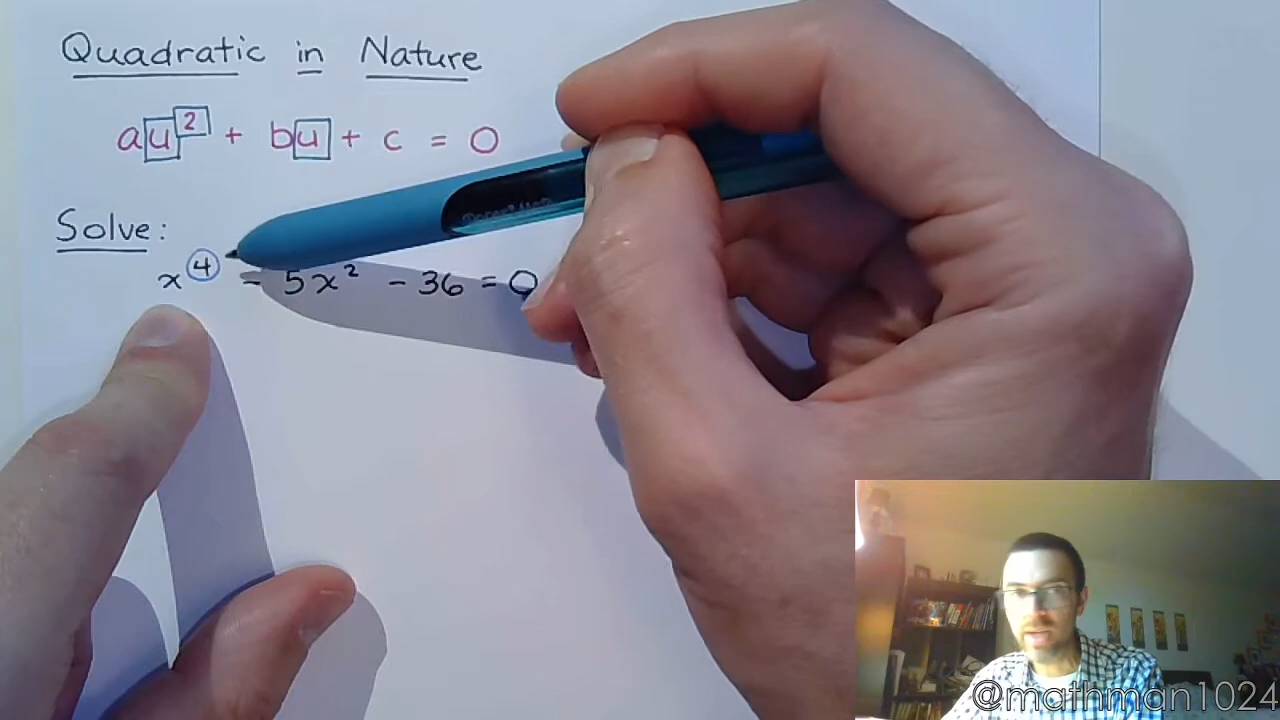 Quadratic in Nature
au² + bu + c = 0
Solve:
x⁴ - 5x² - 36 = 0
@mathman1024